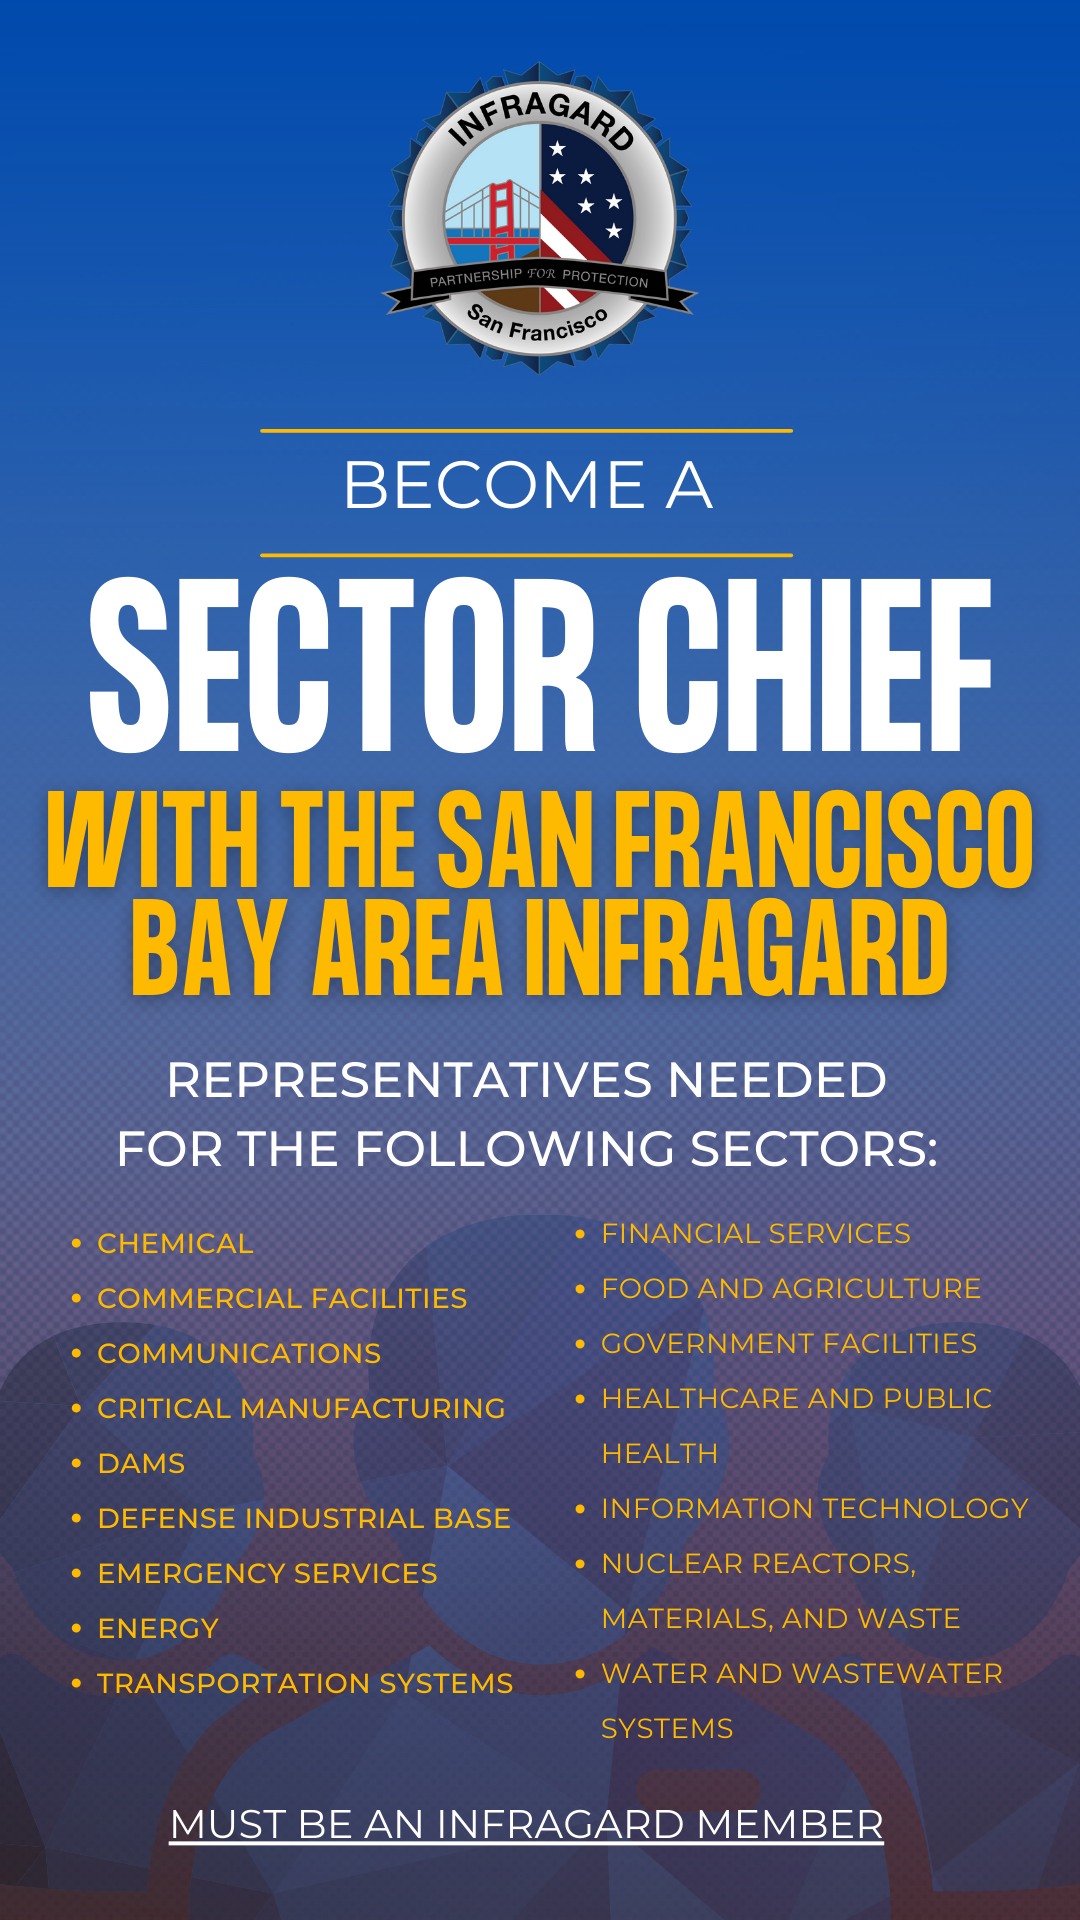 INFRAGARD
PARTNERSHIP FOR PROTECTION
San Francisco
BECOME A
SECTOR CHIEF
WITH THE SAN FRANCISCO
BAY AREA INFRAGARD
REPRESENTATIVES NEEDED
FOR THE FOLLOWING SECTORS:
• CHEMICAL
• COMMERCIAL FACILITIES
• COMMUNICATIONS
• CRITICAL MANUFACTURING
• DAMS
• DEFENSE INDUSTRIAL BASE
• EMERGENCY SERVICES
• ENERGY
• TRANSPORTATION SYSTEMS
• FINANCIAL SERVICES
• FOOD AND AGRICULTURE
• GOVERNMENT FACILITIES
• HEALTHCARE AND PUBLIC
HEALTH
• INFORMATION TECHNOLOGY
• NUCLEAR REACTORS,
MATERIALS, AND WASTE
• WATER AND WASTEWATER
SYSTEMS
MUST BE AN INFRAGARD MEMBER